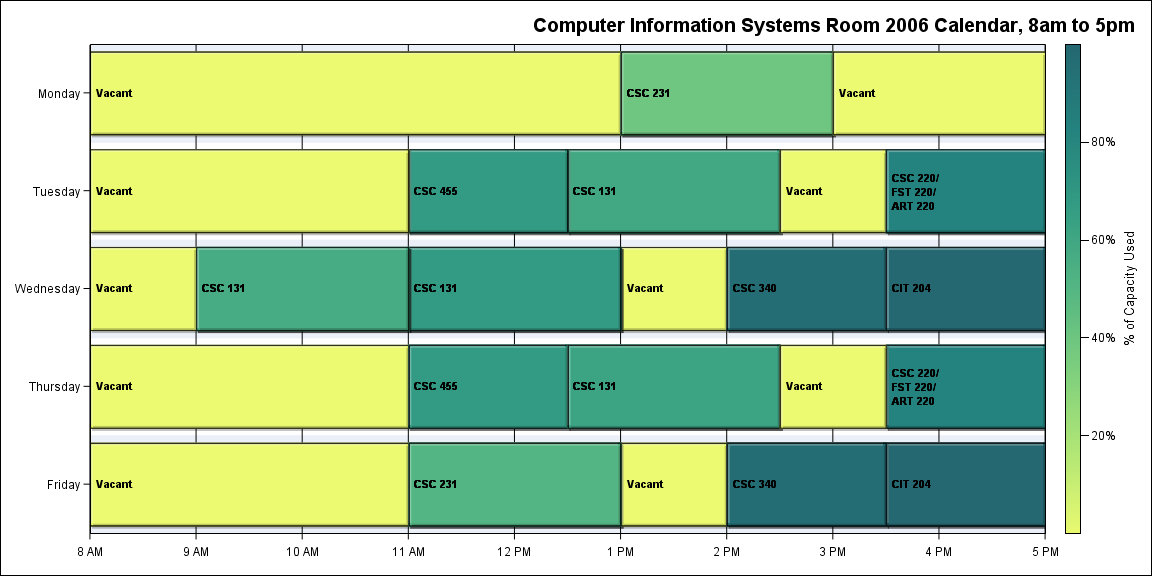 Computer Information Systems Room 2006 Calendar, 8am to 5pm
Monday
Vacant
CSC 231
Vacant
Tuesday
Vacant
CSC 455
CSC 131
Vacant
CSC 220/
FST 220/
ART 220
Wednesday
Vacant
CSC 131
CSC 131
Vacant
CSC 340
CIT 204
Thursday
Vacant
CSC 455
CSC 131
Vacant
CSC 220/
FST 220/
ART 220
Friday
Vacant
CSC 231
Vacant
CSC 340
CIT 204
8 AM
9 AM
10 AM
11 AM
12 PM
1 PM
2 PM
3 PM
4 PM
5 PM
80%
60%
40%
20%
% of Capacity Used